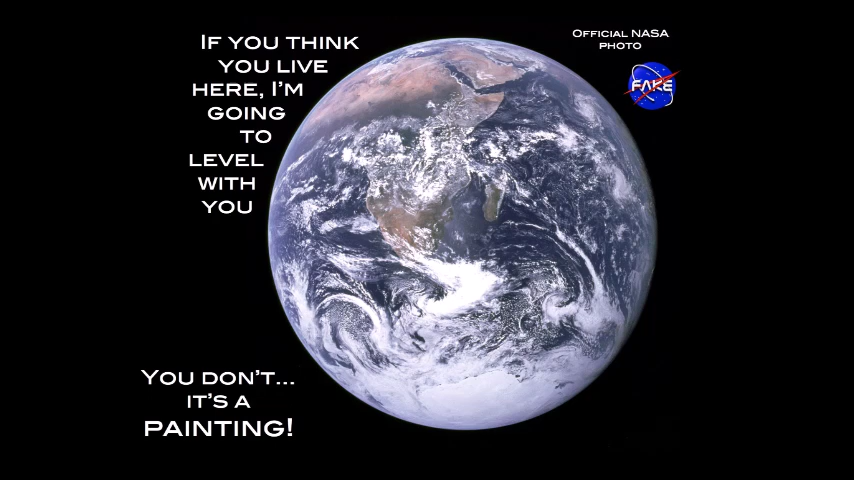 If you think
you live
here, I'm
going
to
level
with
you
Official NASA
photo
FAKE
You don't...
it's a
painting!